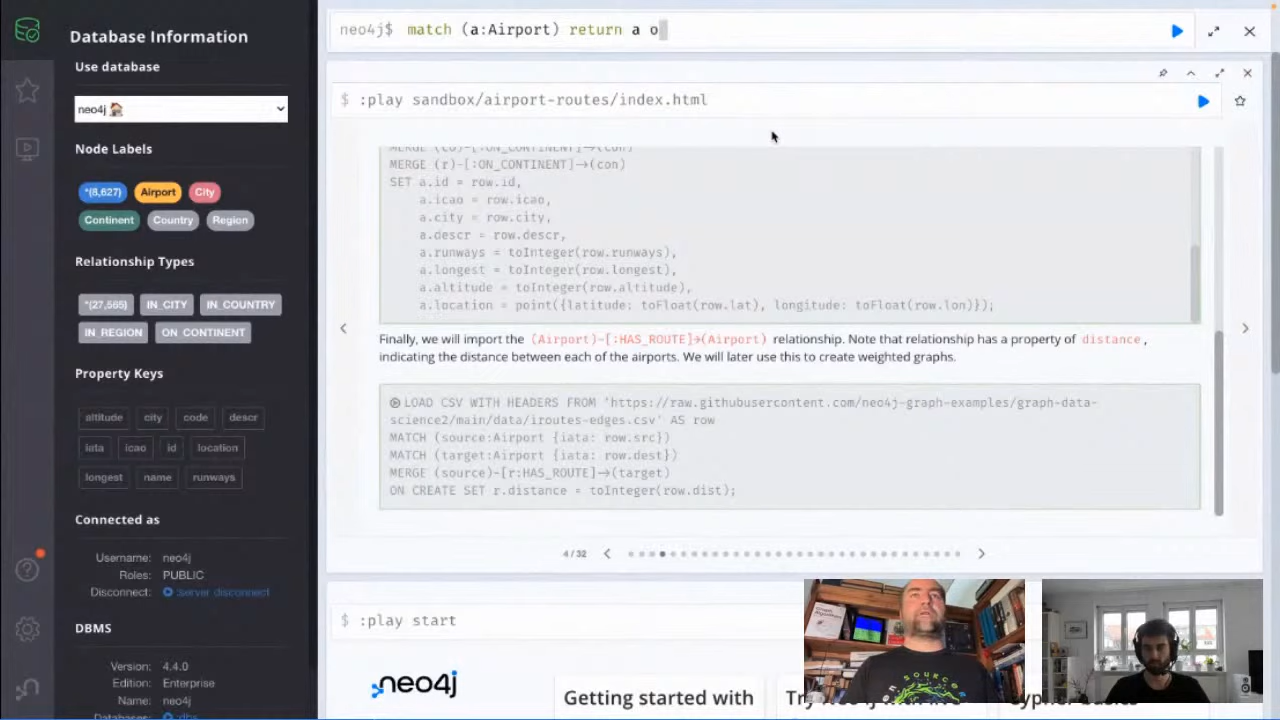 Database Information
Use database
neo4j
Node Labels
*(8,627) Airport City
Continent Country Region
Relationship Types
*(27,565) IN_CITY IN_COUNTRY
IN_REGION ON_CONTINENT
Property Keys
altitude city code descr
iata icao id location
longest name runways
Connected as
Username: neo4j
Roles: PUBLIC
Disconnect: :server disconnect
DBMS
Version: 4.4.0
Edition: Enterprise
Name: neo4j
Databases: :dbs
neo4j$ match (a:Airport) return a o
$ :play sandbox/airport-routes/index.html
MERGE (co)-[:ON_CONTINENT]→(con)
MERGE (r)-[:ON_CONTINENT]→(con)
SET a.id = row.id,
a.icao = row.icao,
a.city = row.city,
a.descr = row.descr,
a.runways = toInteger(row.runways),
a.longest = toInteger(row.longest),
a.altitude = toInteger(row.altitude),
a.location = point({latitude: toFloat(row.lat), longitude: toFloat(row.lon)});
Finally, we will import the (Airport)-[:HAS_ROUTE]→(Airport) relationship. Note that relationship has a property of distance,
indicating the distance between each of the airports. We will later use this to create weighted graphs.
LOAD CSV WITH HEADERS FROM 'https://raw.githubusercontent.com/neo4j-graph-examples/graph-data-
science2/main/data/iroutes-edges.csv' AS row
MATCH (source:Airport {iata: row.src})
MATCH (target:Airport {iata: row.dest})
MERGE (source)-[r:HAS_ROUTE]→(target)
ON CREATE SET r.distance = toInteger(row.dist);
4/32
$ :play start
neo4j
Getting started with